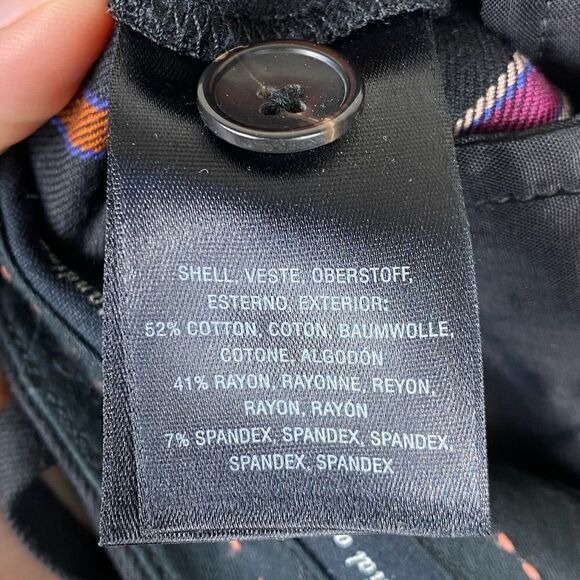 SHELL, VESTE, OBERSTOFF,
ESTERNO, EXTERIOR:
52% COTTON, COTON, BAUMWOLLE,
COTONE, ALGODÓN
41% RAYON, RAYONNE, REYON,
RAYON, RAYÓN
7% SPANDEX, SPANDEX, SPANDEX,
SPANDEX, SPANDEX